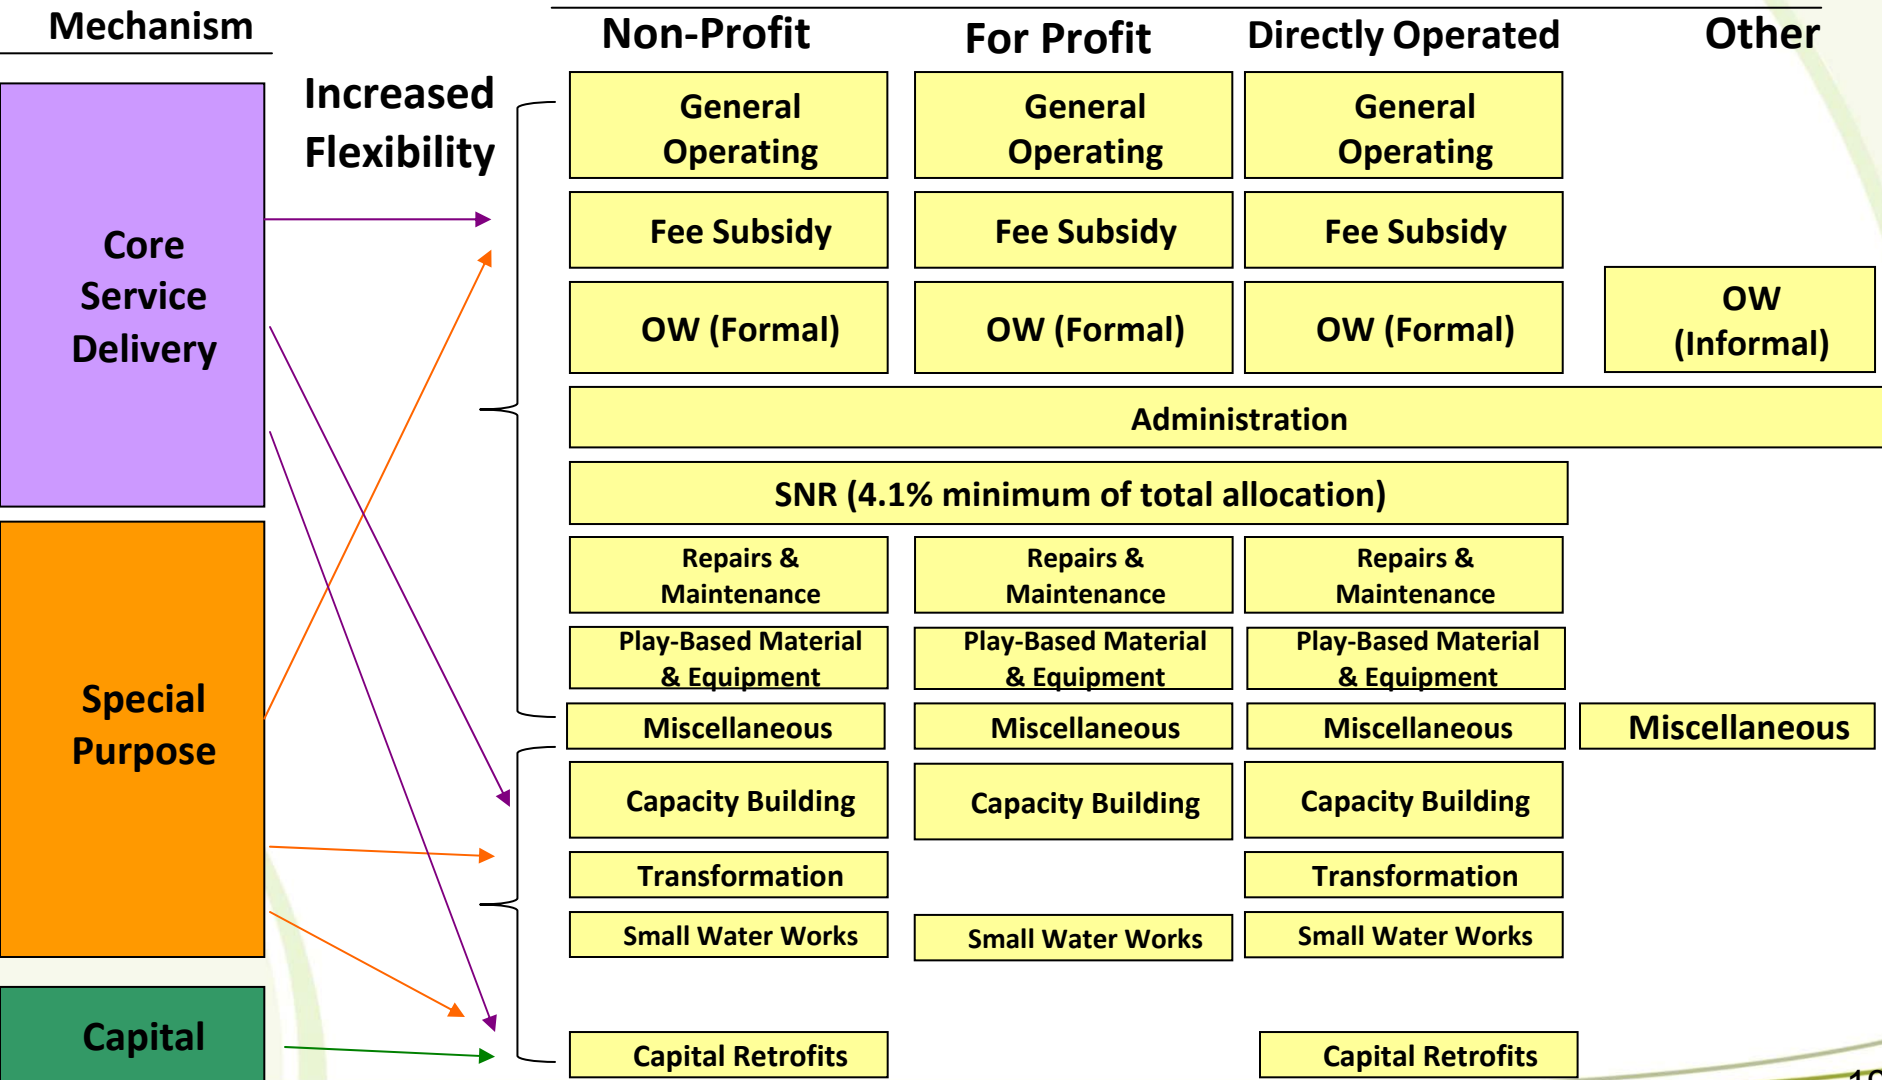 Mechanism
Non-Profit
For Profit
Directly Operated
Other
Increased
Flexibility
Core
Service
Delivery
Special
Purpose
Capital
General
Operating
General
Operating
General
Operating
Fee Subsidy
Fee Subsidy
Fee Subsidy
OW (Formal)
OW (Formal)
OW (Formal)
OW
(Informal)
Administration
SNR (4.1% minimum of total allocation)
Repairs &
Maintenance
Repairs &
Maintenance
Repairs &
Maintenance
Play-Based Material
& Equipment
Play-Based Material
& Equipment
Play-Based Material
& Equipment
Miscellaneous
Miscellaneous
Miscellaneous
Miscellaneous
Capacity Building
Capacity Building
Capacity Building
Transformation
Transformation
Small Water Works
Small Water Works
Small Water Works
Capital Retrofits
Capital Retrofits